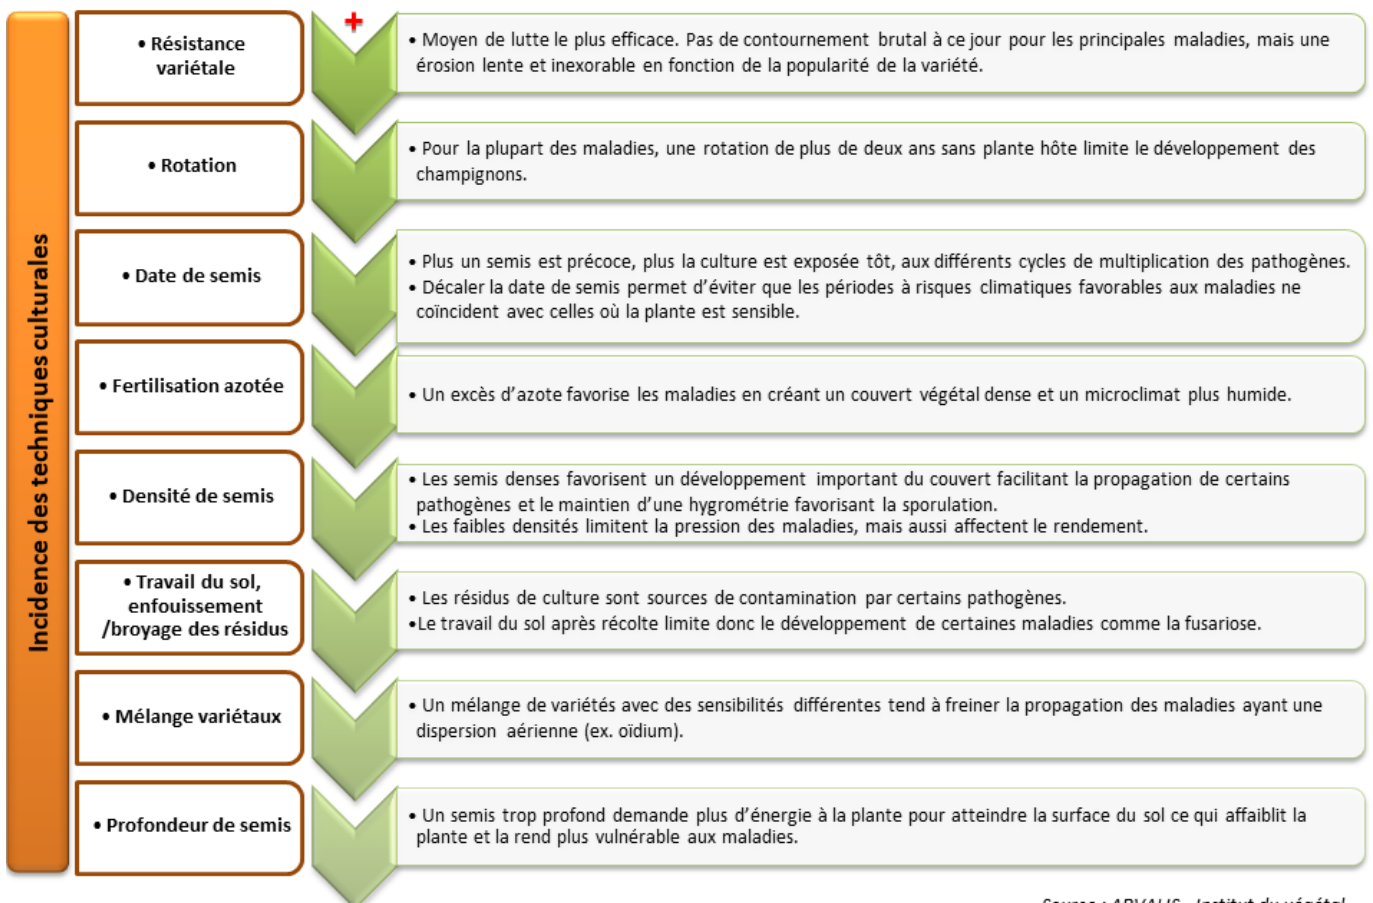 Incidence des techniques culturales
+
• Résistance
variétale
• Moyen de lutte le plus efficace. Pas de contournement brutal à ce jour pour les principales maladies, mais une
érosion lente et inexorable en fonction de la popularité de la variété.
• Rotation
• Pour la plupart des maladies, une rotation de plus de deux ans sans plante hôte limite le développement des
champignons.
• Date de semis
• Plus un semis est précoce, plus la culture est exposée tôt, aux différents cycles de multiplication des pathogènes.
• Décaler la date de semis permet d'éviter que les périodes à risques climatiques favorables aux maladies ne
coïncident avec celles où la plante est sensible.
• Fertilisation azotée
• Un excès d'azote favorise les maladies en créant un couvert végétal dense et un microclimat plus humide.
• Densité de semis
• Les semis denses favorisent un développement important du couvert facilitant la propagation de certains
pathogènes et le maintien d'une hygrométrie favorisant la sporulation.
• Les faibles densités limitent la pression des maladies, mais aussi affectent le rendement.
• Travail du sol,
enfouissement
/broyage des résidus
• Les résidus de culture sont sources de contamination par certains pathogènes.
•Le travail du sol après récolte limite donc le développement de certaines maladies comme la fusariose.
• Mélange variétaux
• Un mélange de variétés avec des sensibilités différentes tend à freiner la propagation des maladies ayant une
dispersion aérienne (ex. oïdium).
• Profondeur de semis
• Un semis trop profond demande plus d'énergie à la plante pour atteindre la surface du sol ce qui affaiblit la
plante et la rend plus vulnérable aux maladies.
Source : ARVALIS - Institut du végétal